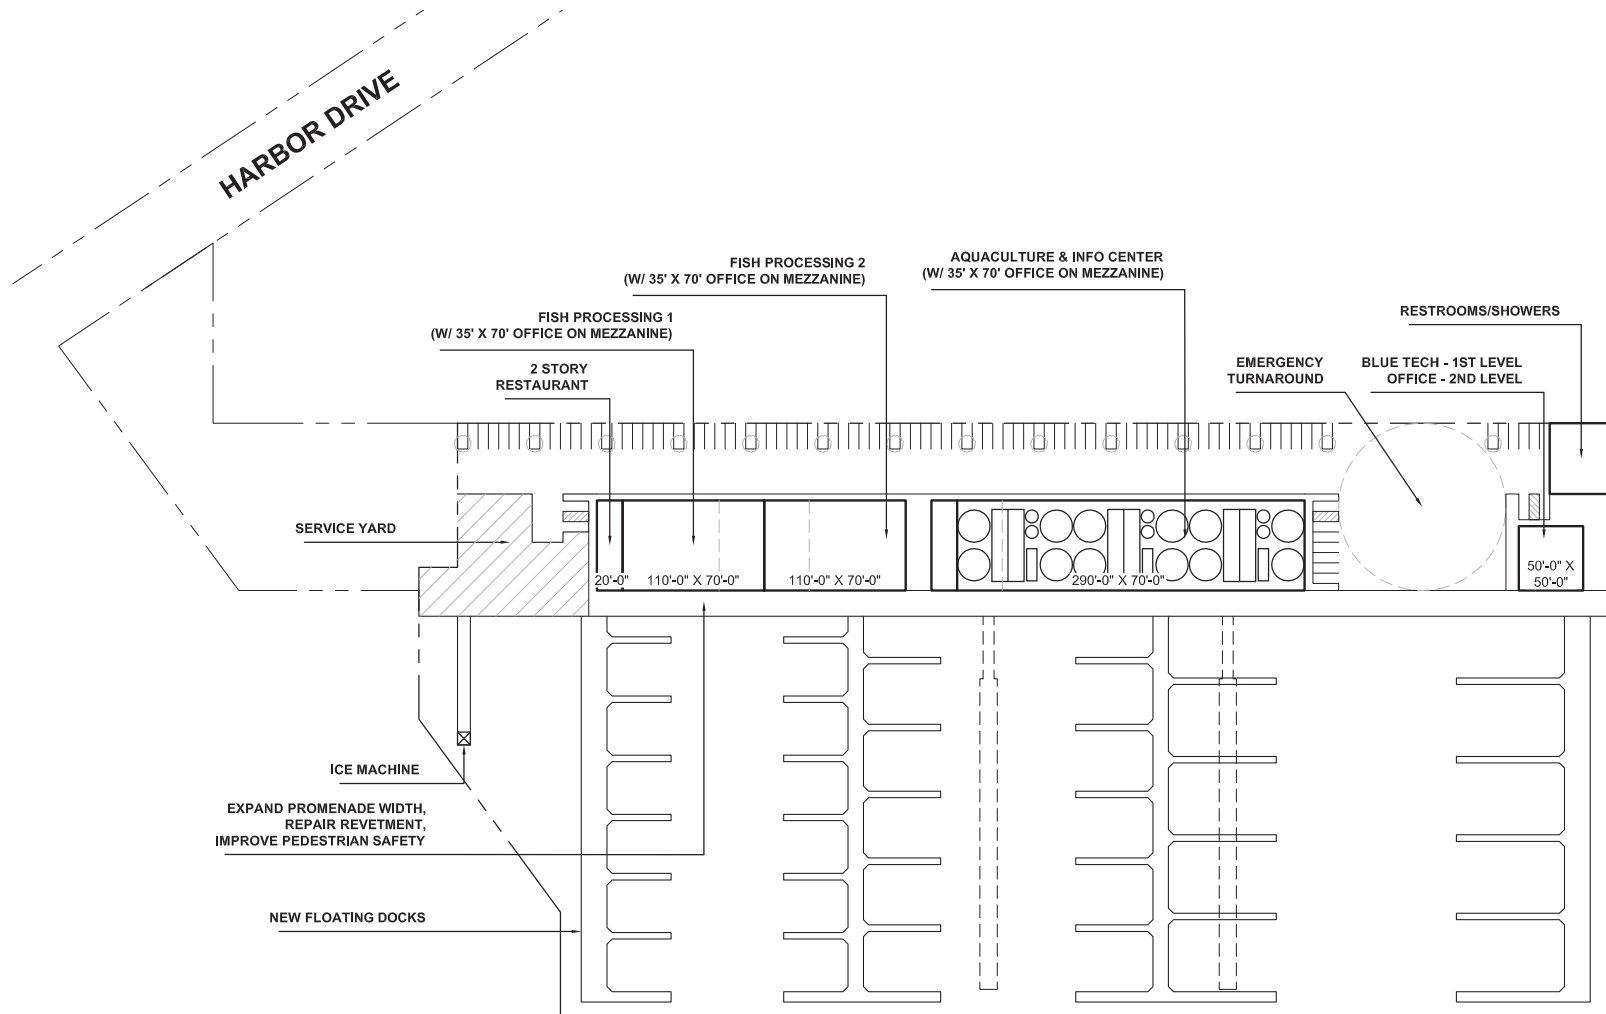 HARBOR DRIVE
AQUACULTURE & INFO CENTER
(W/ 35' X 70' OFFICE ON MEZZANINE)
FISH PROCESSING 2
(W/ 35' X 70' OFFICE ON MEZZANINE)
RESTROOMS/SHOWERS
FISH PROCESSING 1
(W/ 35' X 70' OFFICE ON MEZZANINE)
2 STORY
RESTAURANT
EMERGENCY
TURNAROUND
BLUE TECH - 1ST LEVEL
OFFICE - 2ND LEVEL
SERVICE YARD
20'-0"
110'-0" X 70'-0"
110'-0" X 70'-0"
290'-0" X 70'-0"
50'-0" X
50'-0"
ICE MACHINE
EXPAND PROMENADE WIDTH,
REPAIR REVETMENT,
IMPROVE PEDESTRIAN SAFETY
NEW FLOATING DOCKS